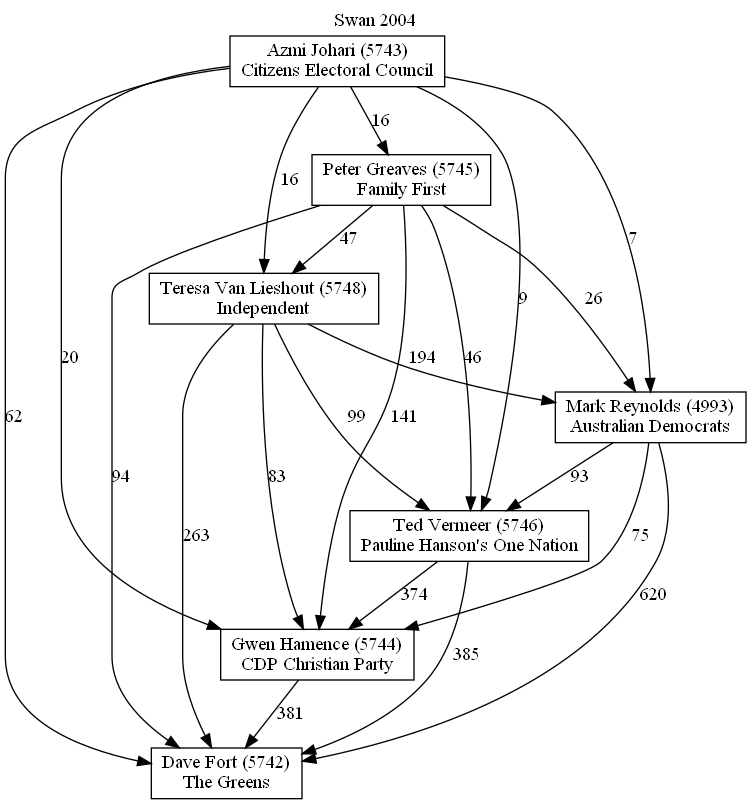 Swan 2004
Azmi Johari (5743)
Citizens Electoral Council
16
Peter Greaves (5745)
Family First
16
7
47
Teresa Van Lieshout (5748)
Independent
9
26
20
194
46
Mark Reynolds (4993)
Australian Democrats
62
99
141
94
83
93
Ted Vermeer (5746)
Pauline Hanson's One Nation
263
75
374
620
Gwen Hamence (5744)
CDP Christian Party
385
381
Dave Fort (5742)
The Greens